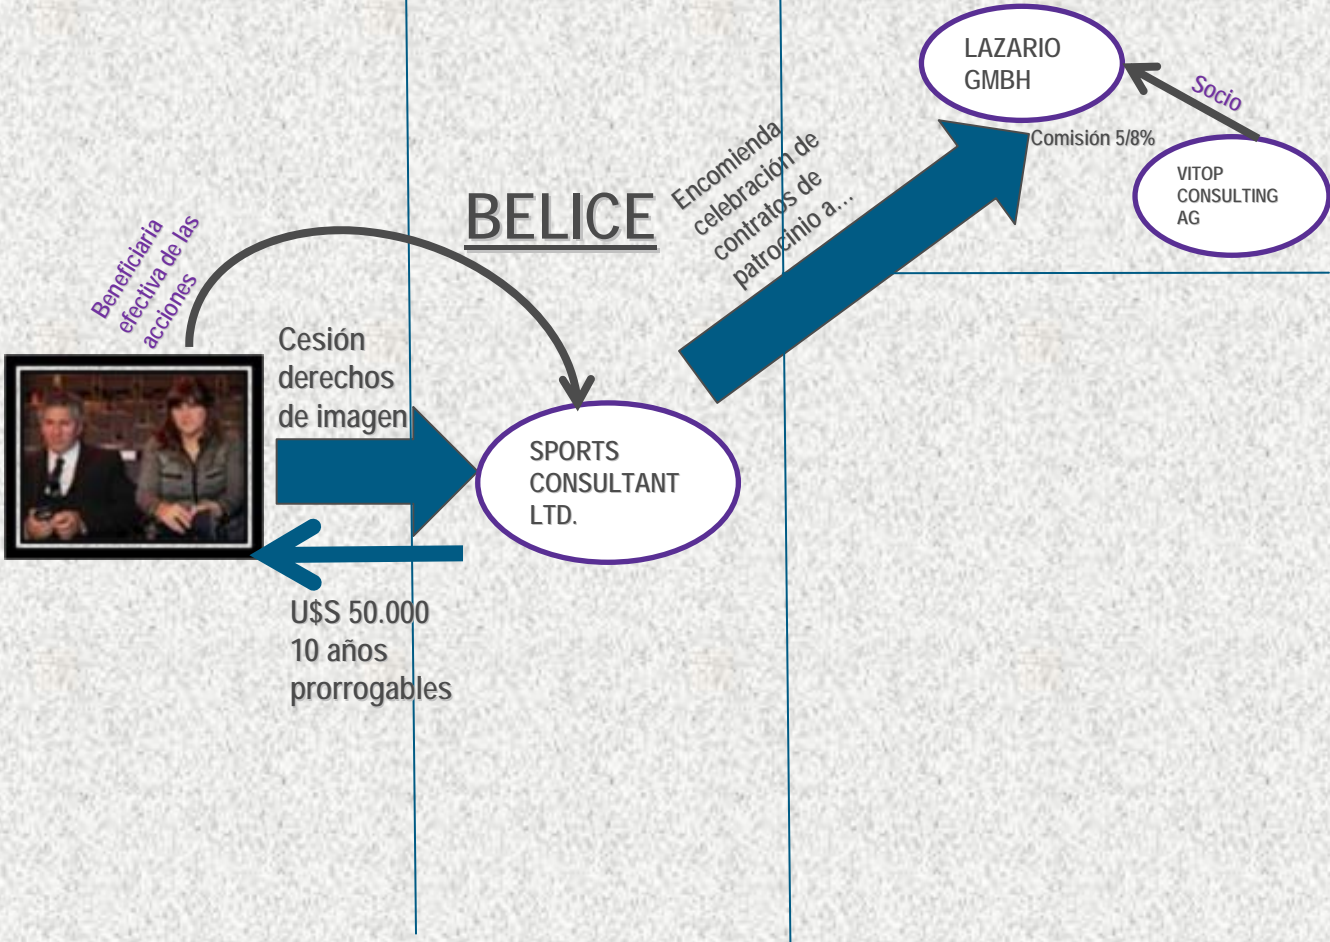 LAZARIO
GMBH
Socio
Comisión 5/8%
VITOP
CONSULTING
AG
Encomienda
celebración de
contratos de
patrocinio a…
BELICE
Beneficiaria
efectiva de las
acciones
Cesión
derechos
de imagen
SPORTS
CONSULTANT
LTD.
U$S 50.000
10 años
prorrogables